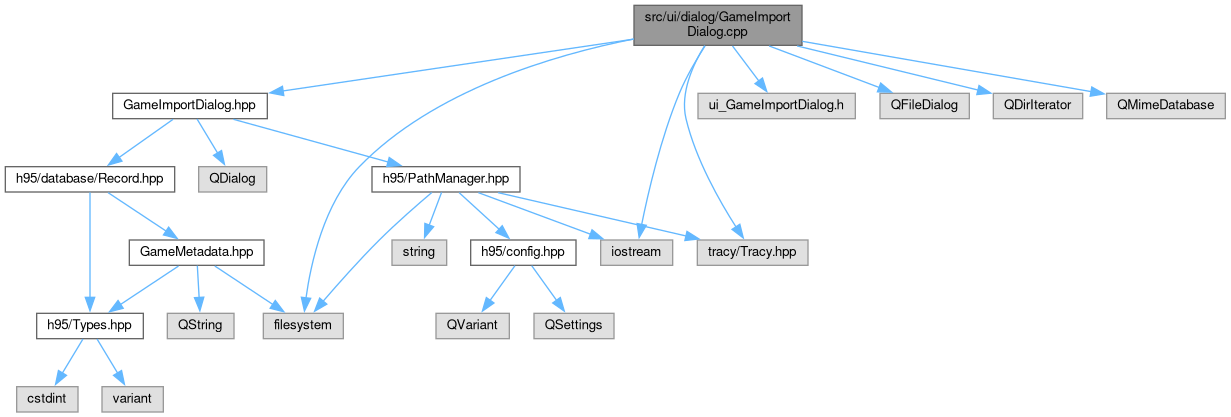 src/ui/dialog/GameImport
Dialog.cpp
GameImportDialog.hpp
ui_GameImportDialog.h
QFileDialog
QDirIterator
QMimeDatabase
h95/database/Record.hpp
QDialog
h95/PathManager.hpp
GameMetadata.hpp
string
h95/config.hpp
iostream
tracy/Tracy.hpp
h95/Types.hpp
QString
filesystem
QVariant
QSettings
cstdint
variant